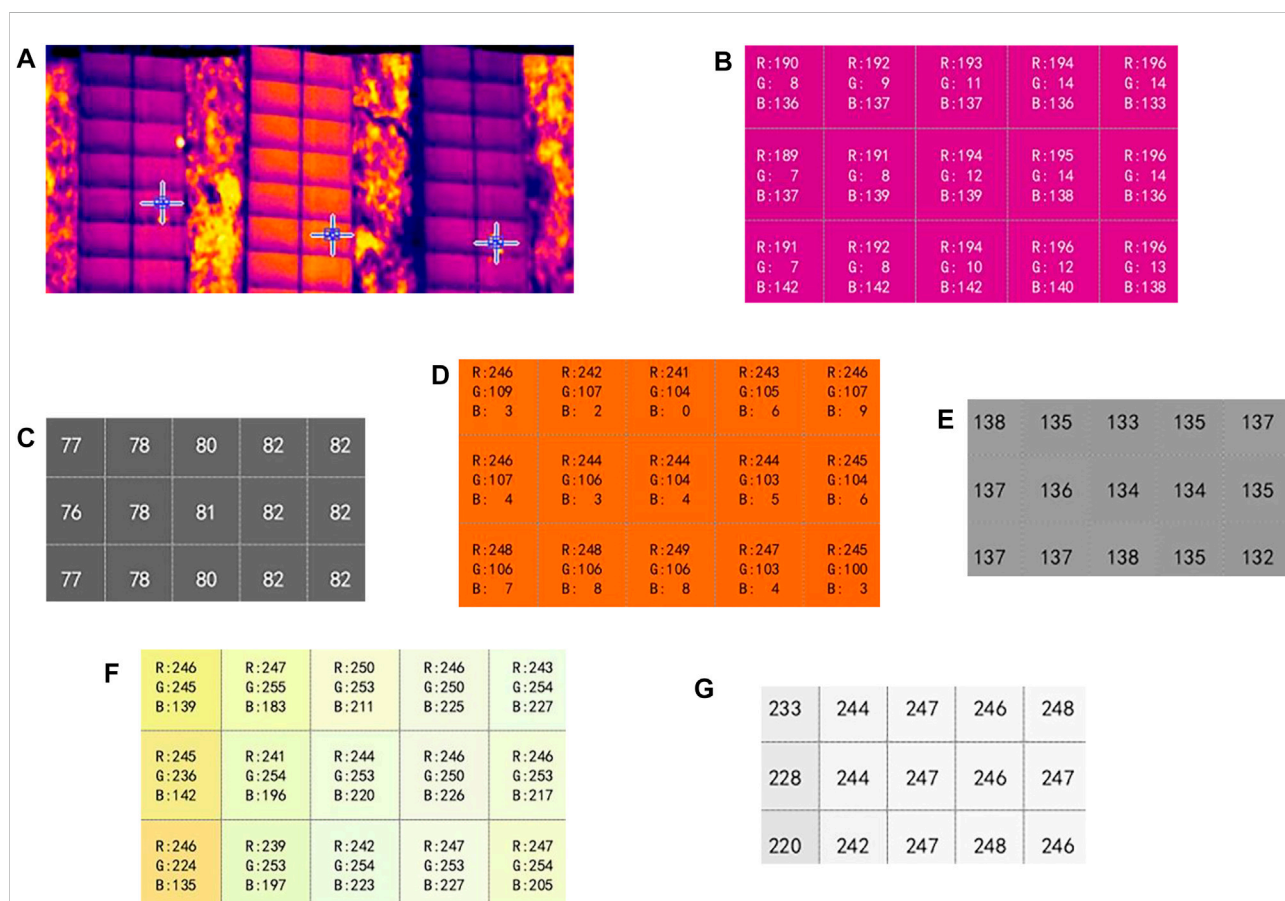 A
B
R:190 R:192 R:193 R:194 R:196
G: 8 G: 9 G: 11 G: 14 G: 14
B:136 B:137 B:137 B:136 B:133
R:189 R:191 R:194 R:195 R:196
G: 7 G: 8 G: 12 G: 14 G: 14
B:137 B:139 B:139 B:138 B:136
R:191 R:192 R:194 R:196 R:196
G: 7 G: 8 G: 10 G: 12 G: 13
B:142 B:142 B:142 B:140 B:138
C
77 78 80 82 82
76 78 81 82 82
77 78 80 82 82
D
R:246 R:242 R:241 R:243 R:246
G:109 G:107 G:104 G:105 G:107
B: 3 B: 2 B: 0 B: 6 B: 9
R:246 R:244 R:244 R:244 R:245
G:107 G:106 G:104 G:103 G:104
B: 4 B: 3 B: 4 B: 5 B: 6
R:248 R:248 R:249 R:247 R:245
G:106 G:106 G:106 G:103 G:100
B: 7 B: 8 B: 8 B: 4 B: 3
E
138 135 133 135 137
137 136 134 134 135
137 137 138 135 132
F
R:246 R:247 R:250 R:246 R:243
G:245 G:255 G:253 G:250 G:254
B:139 B:183 B:211 B:225 B:227
R:245 R:241 R:244 R:246 R:246
G:236 G:254 G:253 G:250 G:253
B:142 B:196 B:220 B:226 B:217
R:246 R:239 R:242 R:247 R:247
G:224 G:253 G:254 G:253 G:254
B:135 B:197 B:223 B:227 B:205
G
233 244 247 246 248
228 244 247 246 247
220 242 247 248 246